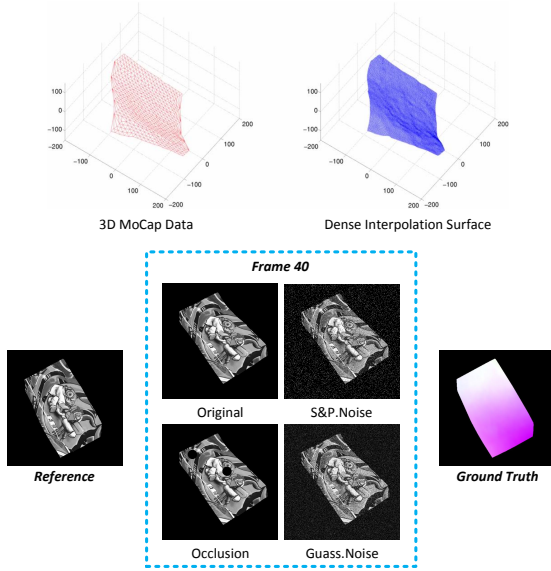 100
0
-100
-200
-100
0
100
200
-200
-100
0
100
200
100
0
-100
-200
-100
0
100
200
-200
-100
0
100
200
3D MoCap Data
Dense Interpolation Surface
Frame 40
Original
S&P.Noise
Reference
Ground Truth
Occlusion
Guass.Noise